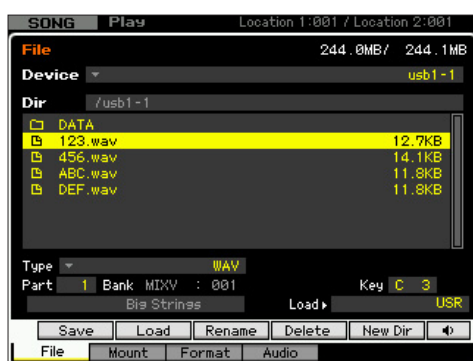 SONG Play Location 1:001 / Location 2:001
File 244.0MB/ 244.1MB
Device usb1-1
Dir /usb1-1
DATA
123.wav 12.7KB
456.wav 14.1KB
ABC.wav 11.8KB
DEF.wav 11.8KB
Type WAV
Part 1 Bank MIXV : 001 Key C 3
Big Strings Load USR
Save Load Rename Delete New Dir
File Mount Format Audio